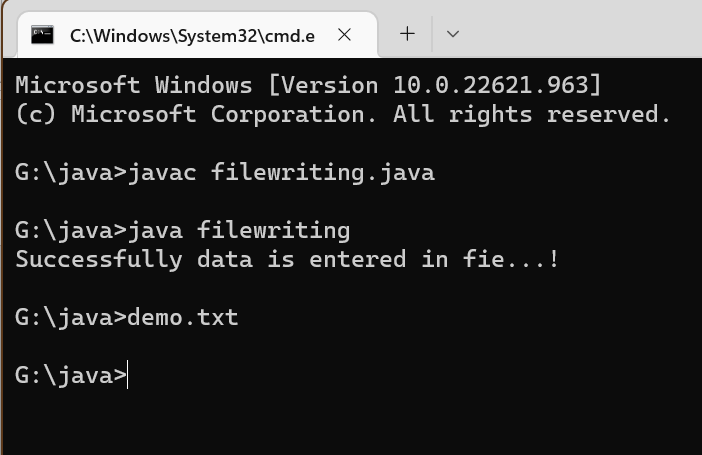 C:\Windows\System32\cmd.e
Microsoft Windows [Version 10.0.22621.963]
(c) Microsoft Corporation. All rights reserved.
G:\java>javac filewriting.java
G:\java>java filewriting
Successfully data is entered in fie...!
G:\java>demo.txt
G:\java>